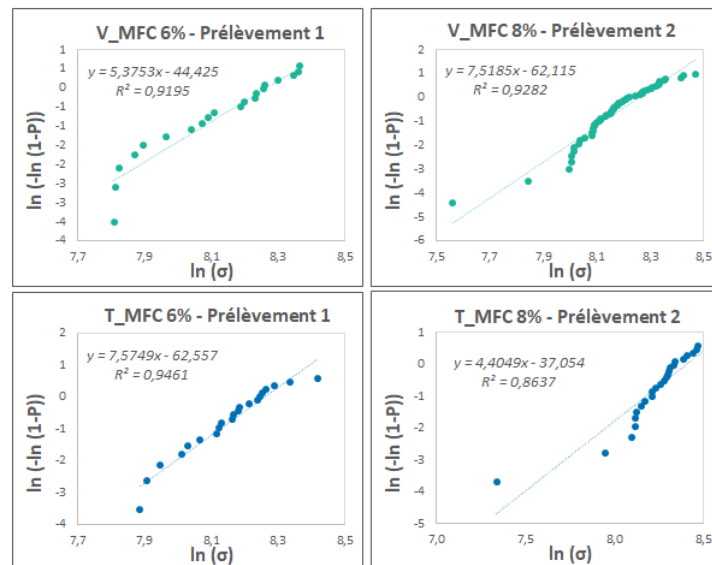 V_MFC 6% - Prélèvement 1
y = 5,3753x - 44,425
R² = 0,9195
ln (-ln (1-P))
1
1
0
-1
-1
-2
-2
-3
-3
-4
-4
7,7
7,9
8,1
8,3
8,5
ln (σ)
V_MFC 8% - Prélèvement 2
y = 7,5185x - 62,115
R² = 0,9282
ln (-ln (1-P))
2
1
0
-1
-2
-3
-4
-5
-6
7,5
7,7
7,9
8,1
8,3
8,5
ln (σ)
T_MFC 6% - Prélèvement 1
y = 7,5749x - 62,557
R² = 0,9461
ln (-ln (1-P))
2
1
0
-1
-2
-3
-4
7,7
7,9
8,1
8,3
8,5
ln (σ)
T_MFC 8% - Prélèvement 2
y = 4,4049x - 37,054
R² = 0,8637
ln (-ln (1-P))
1
0
-1
-2
-3
-4
-5
7,0
7,5
8,0
8,5
ln (σ)